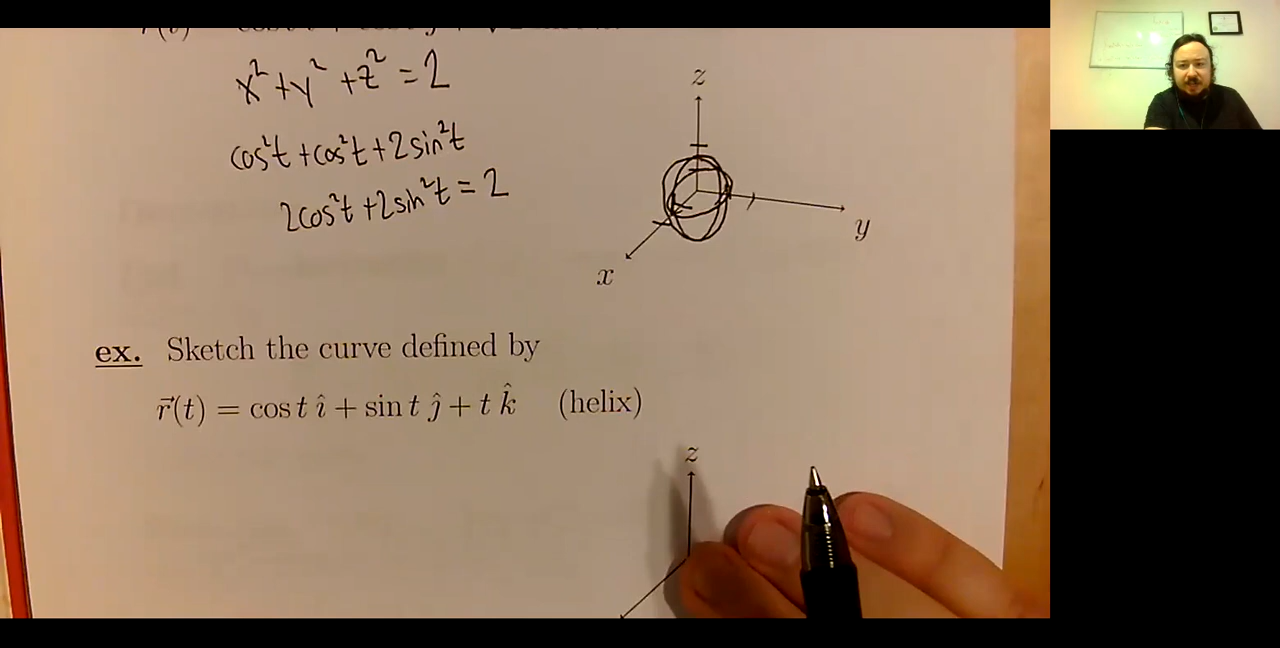 x² + y² + z² = 2
cos²t + cos²t + 2sin²t
2cos²t + 2sin²t = 2
z
y
x
ex. Sketch the curve defined by
r⃗(t) = cos t î + sin t ĵ + t k̂ (helix)
z